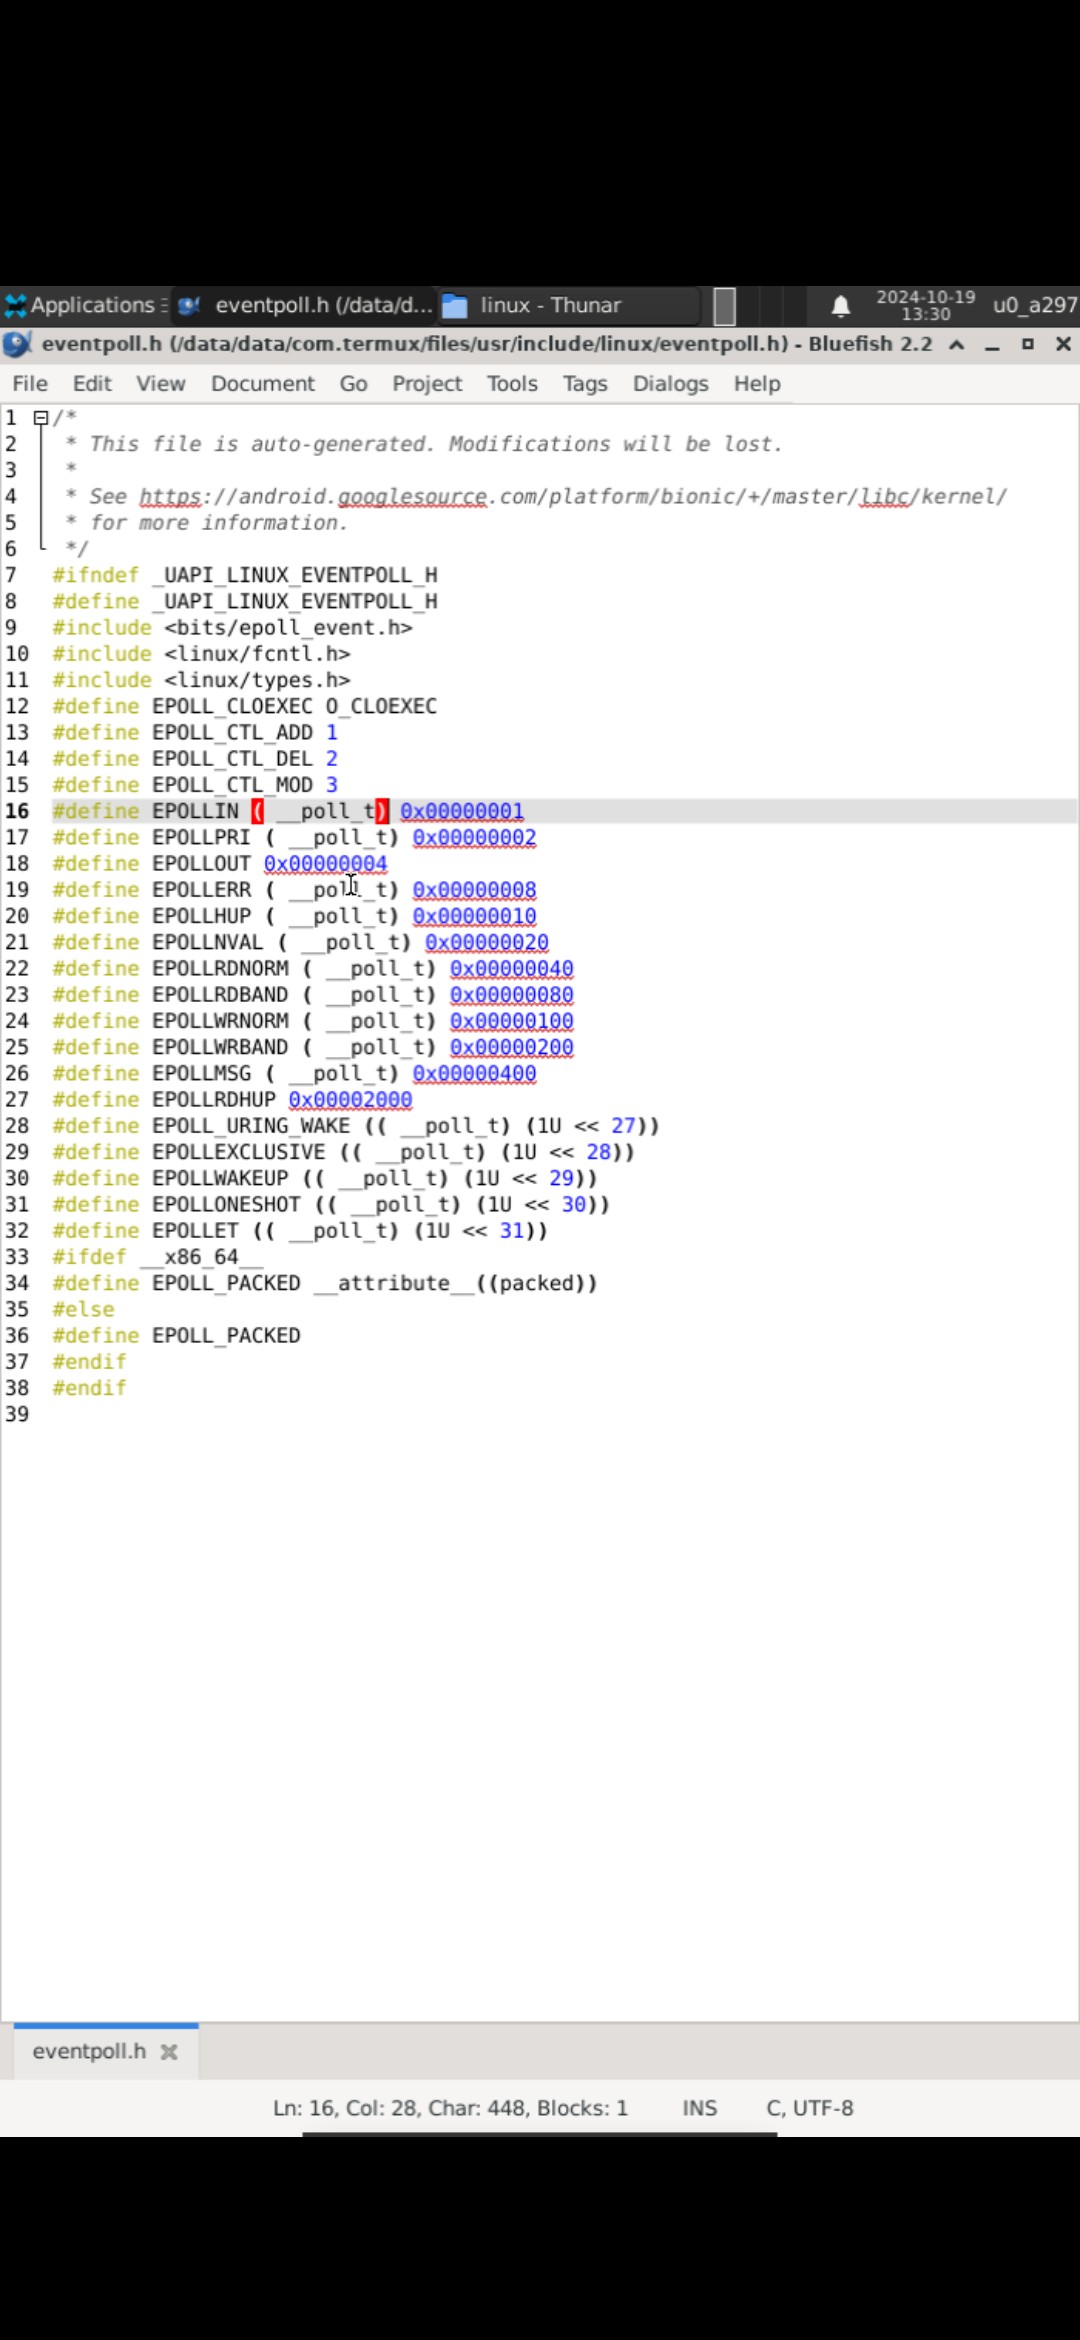 Applications eventpoll.h (/data/d... linux - Thunar 2024-10-19 13:30 u0_a297
eventpoll.h (/data/data/com.termux/files/usr/include/linux/eventpoll.h) - Bluefish 2.2
File Edit View Document Go Project Tools Tags Dialogs Help
1 /*
2 * This file is auto-generated. Modifications will be lost.
3 *
4 * See https://android.googlesource.com/platform/bionic/+/master/libc/kernel/
5 * for more information.
6 */
7 #ifndef _UAPI_LINUX_EVENTPOLL_H
8 #define _UAPI_LINUX_EVENTPOLL_H
9 #include <bits/epoll_event.h>
10 #include <linux/fcntl.h>
11 #include <linux/types.h>
12 #define EPOLL_CLOEXEC O_CLOEXEC
13 #define EPOLL_CTL_ADD 1
14 #define EPOLL_CTL_DEL 2
15 #define EPOLL_CTL_MOD 3
16 #define EPOLLIN ( __poll_t) 0x00000001
17 #define EPOLLPRI ( __poll_t) 0x00000002
18 #define EPOLLOUT 0x00000004
19 #define EPOLLERR ( __poll_t) 0x00000008
20 #define EPOLLHUP ( __poll_t) 0x00000010
21 #define EPOLLNVAL ( __poll_t) 0x00000020
22 #define EPOLLRDNORM ( __poll_t) 0x00000040
23 #define EPOLLRDBAND ( __poll_t) 0x00000080
24 #define EPOLLWRNORM ( __poll_t) 0x00000100
25 #define EPOLLWRBAND ( __poll_t) 0x00000200
26 #define EPOLLMSG ( __poll_t) 0x00000400
27 #define EPOLLRDHUP 0x00002000
28 #define EPOLL_URING_WAKE (( __poll_t) (1U << 27))
29 #define EPOLLEXCLUSIVE (( __poll_t) (1U << 28))
30 #define EPOLLWAKEUP (( __poll_t) (1U << 29))
31 #define EPOLLONESHOT (( __poll_t) (1U << 30))
32 #define EPOLLET (( __poll_t) (1U << 31))
33 #ifdef __x86_64__
34 #define EPOLL_PACKED __attribute__((packed))
35 #else
36 #define EPOLL_PACKED
37 #endif
38 #endif
39
eventpoll.h
Ln: 16, Col: 28, Char: 448, Blocks: 1 INS C, UTF-8